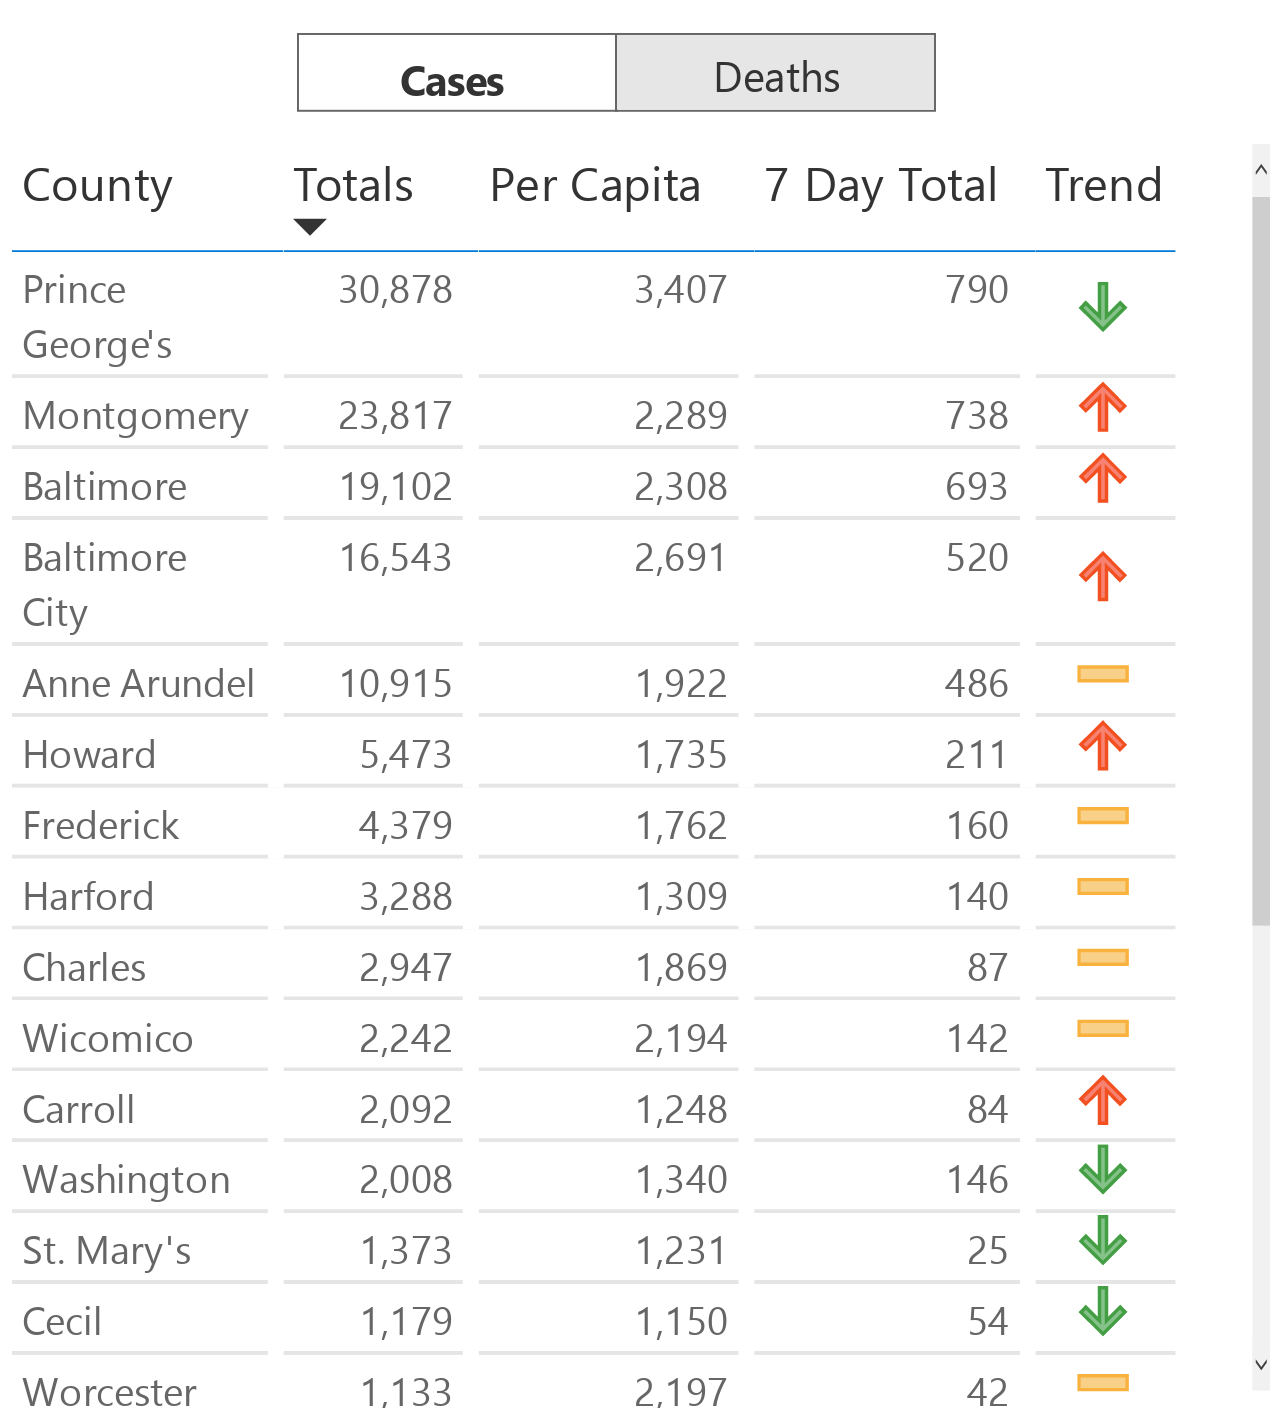 Cases Deaths
County Totals Per Capita 7 Day Total Trend
Prince 30,878 3,407 790
George's
Montgomery 23,817 2,289 738
Baltimore 19,102 2,308 693
Baltimore 16,543 2,691 520
City
Anne Arundel 10,915 1,922 486
Howard 5,473 1,735 211
Frederick 4,379 1,762 160
Harford 3,288 1,309 140
Charles 2,947 1,869 87
Wicomico 2,242 2,194 142
Carroll 2,092 1,248 84
Washington 2,008 1,340 146
St. Mary's 1,373 1,231 25
Cecil 1,179 1,150 54
Worcester 1,133 2,197 42